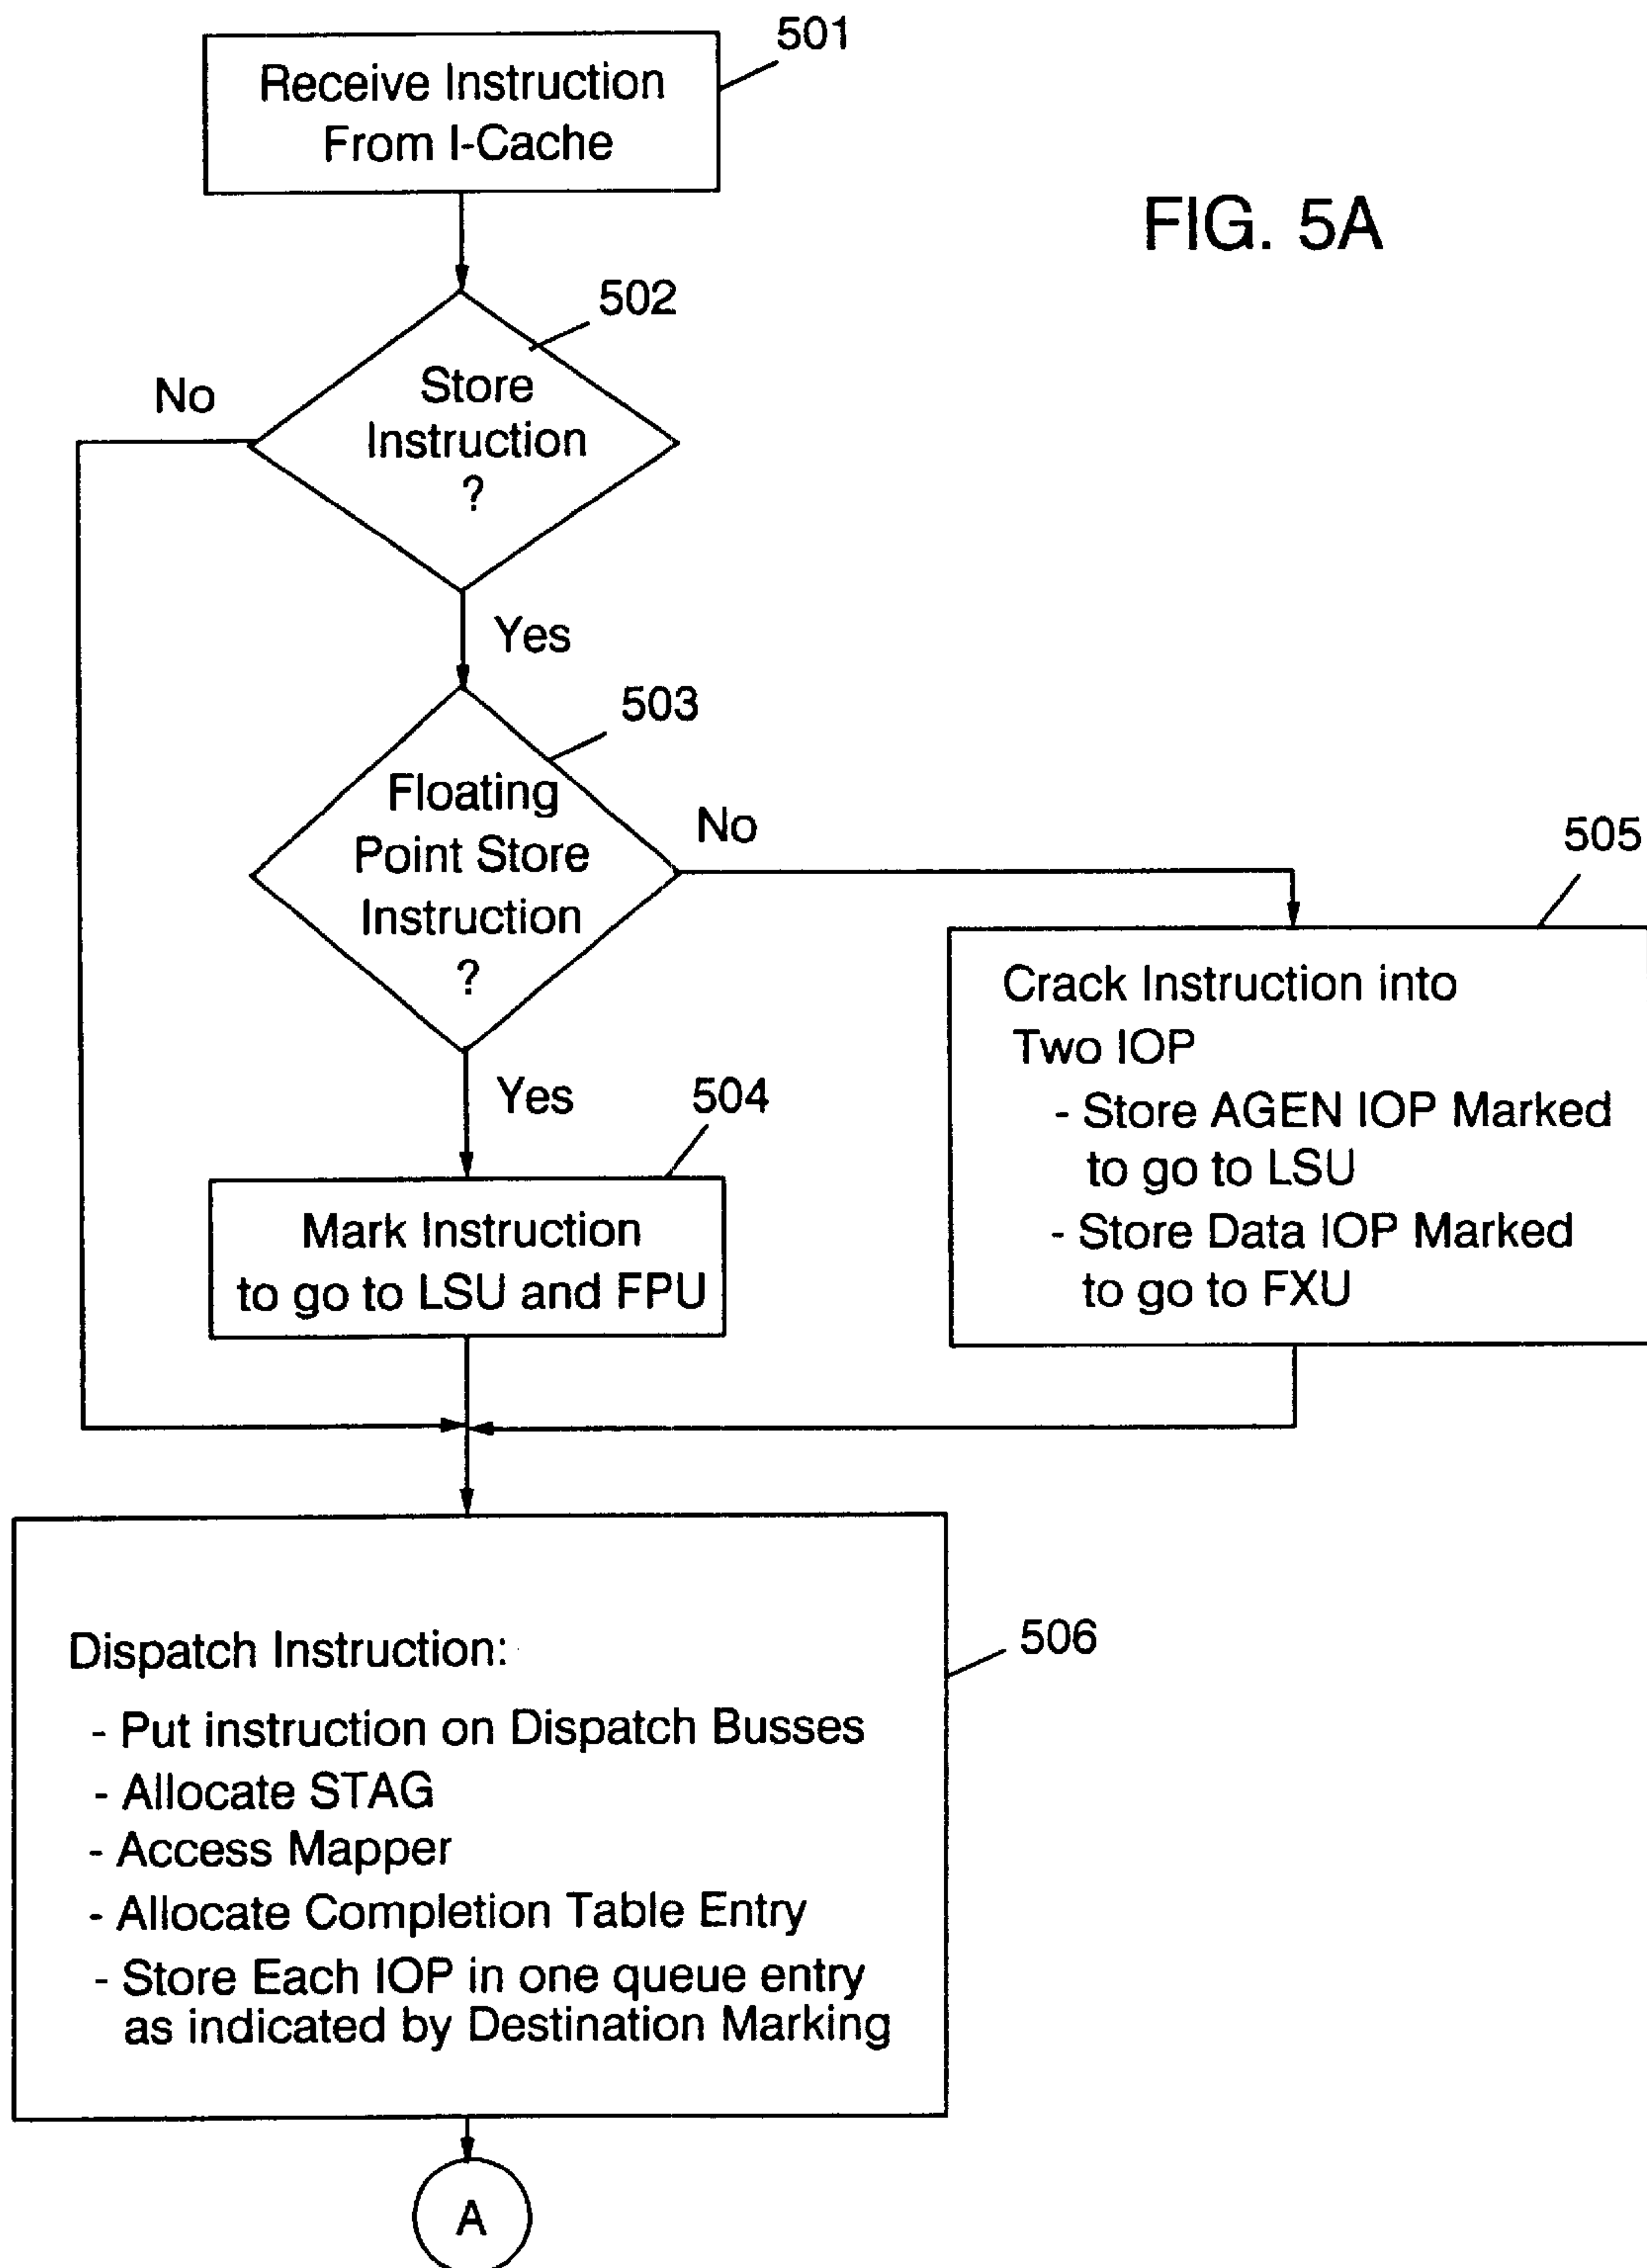 501
Receive Instruction
From I-Cache
FIG. 5A
502
No
Store
Instruction
?
Yes
503
Floating
Point Store
Instruction
?
No
505
Crack Instruction into
Two IOP
- Store AGEN IOP Marked
to go to LSU
- Store Data IOP Marked
to go to FXU
Yes
504
Mark Instruction
to go to LSU and FPU
506
Dispatch Instruction:
- Put instruction on Dispatch Busses
- Allocate STAG
- Access Mapper
- Allocate Completion Table Entry
- Store Each IOP in one queue entry
as indicated by Destination Marking
A